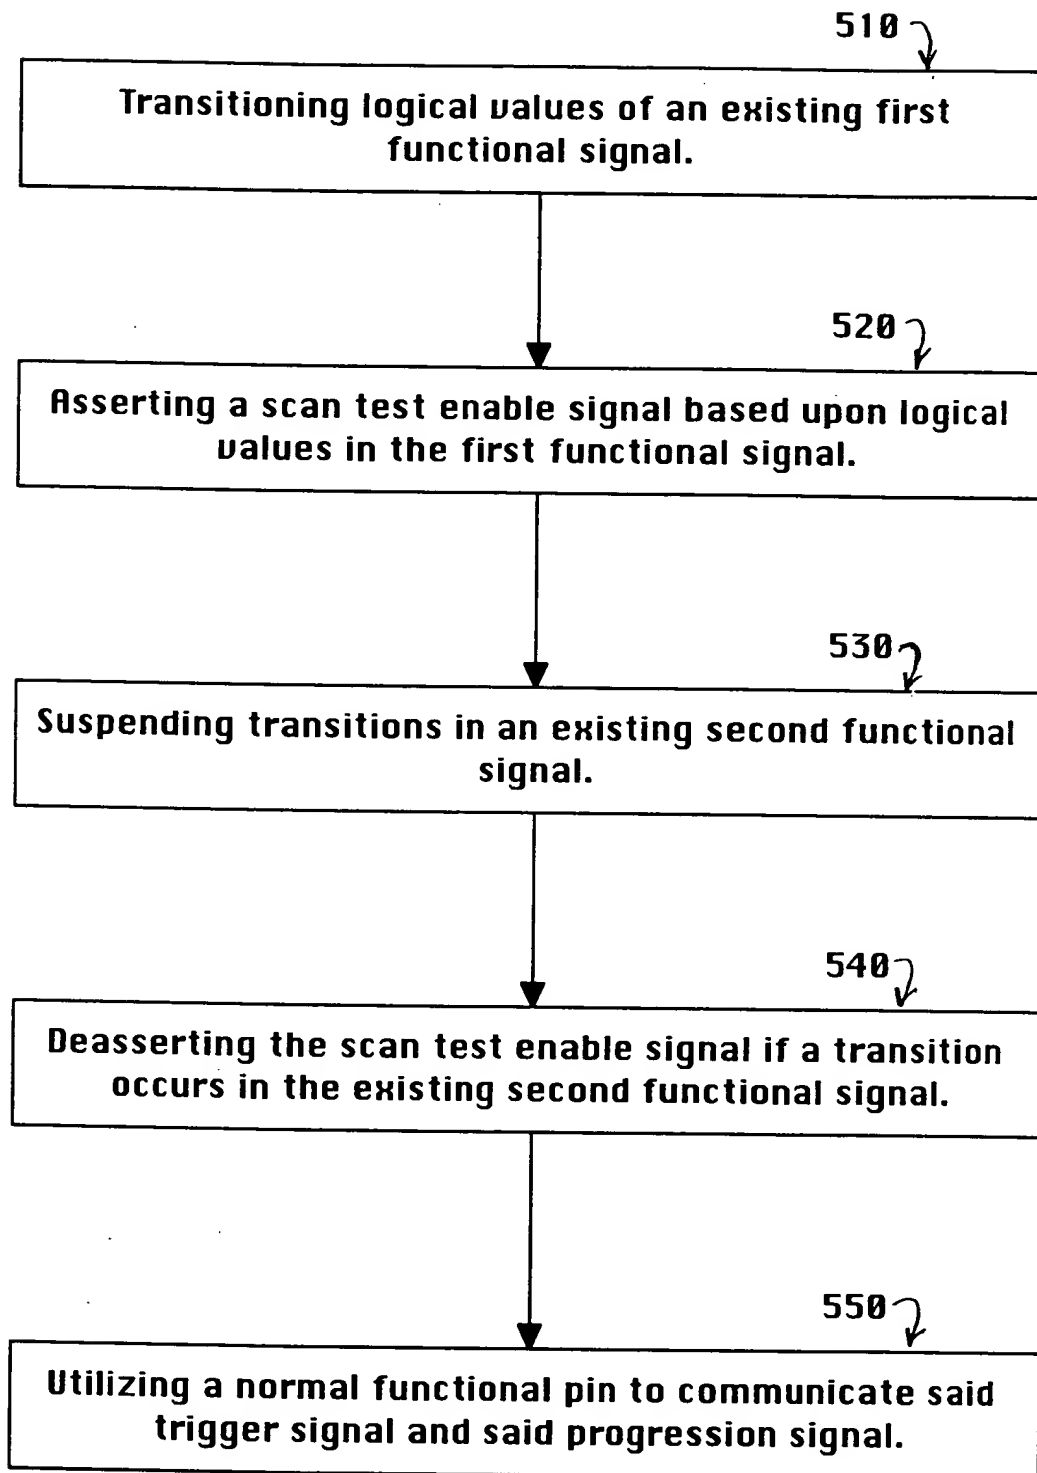 510
Transitioning logical values of an existing first
functional signal.
520
Asserting a scan test enable signal based upon logical
values in the first functional signal.
530
Suspending transitions in an existing second functional
signal.
540
Deasserting the scan test enable signal if a transition
occurs in the existing second functional signal.
550
Utilizing a normal functional pin to communicate said
trigger signal and said progression signal.